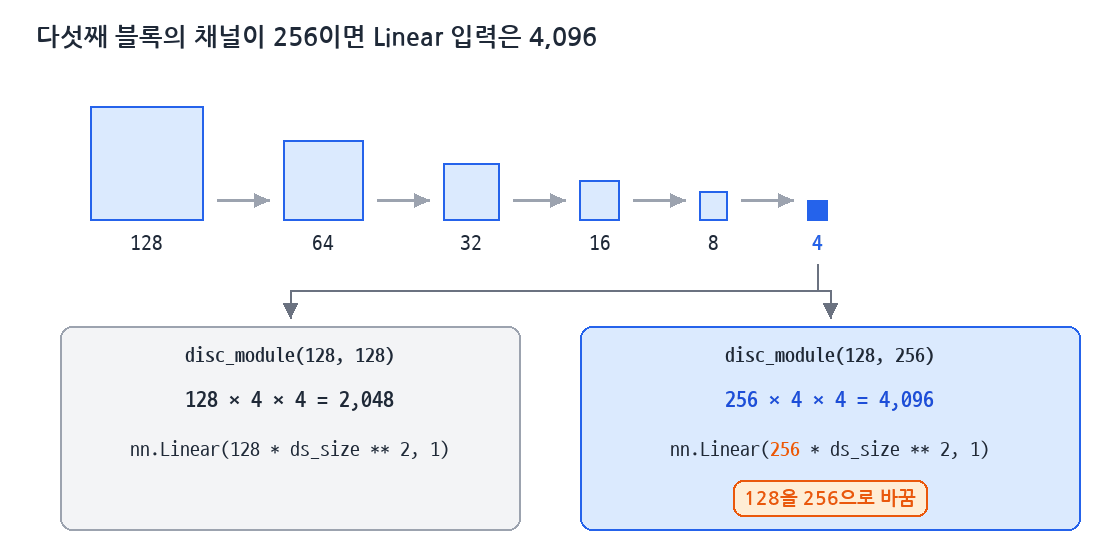 다섯째 블록의 채널이 256이면 Linear 입력은 4,096
128 64 32 16 8 4
disc_module(128, 128)
128 × 4 × 4 = 2,048
nn.Linear(128 * ds_size ** 2, 1)
disc_module(128, 256)
256 × 4 × 4 = 4,096
nn.Linear(256 * ds_size ** 2, 1)
128을 256으로 바꿈